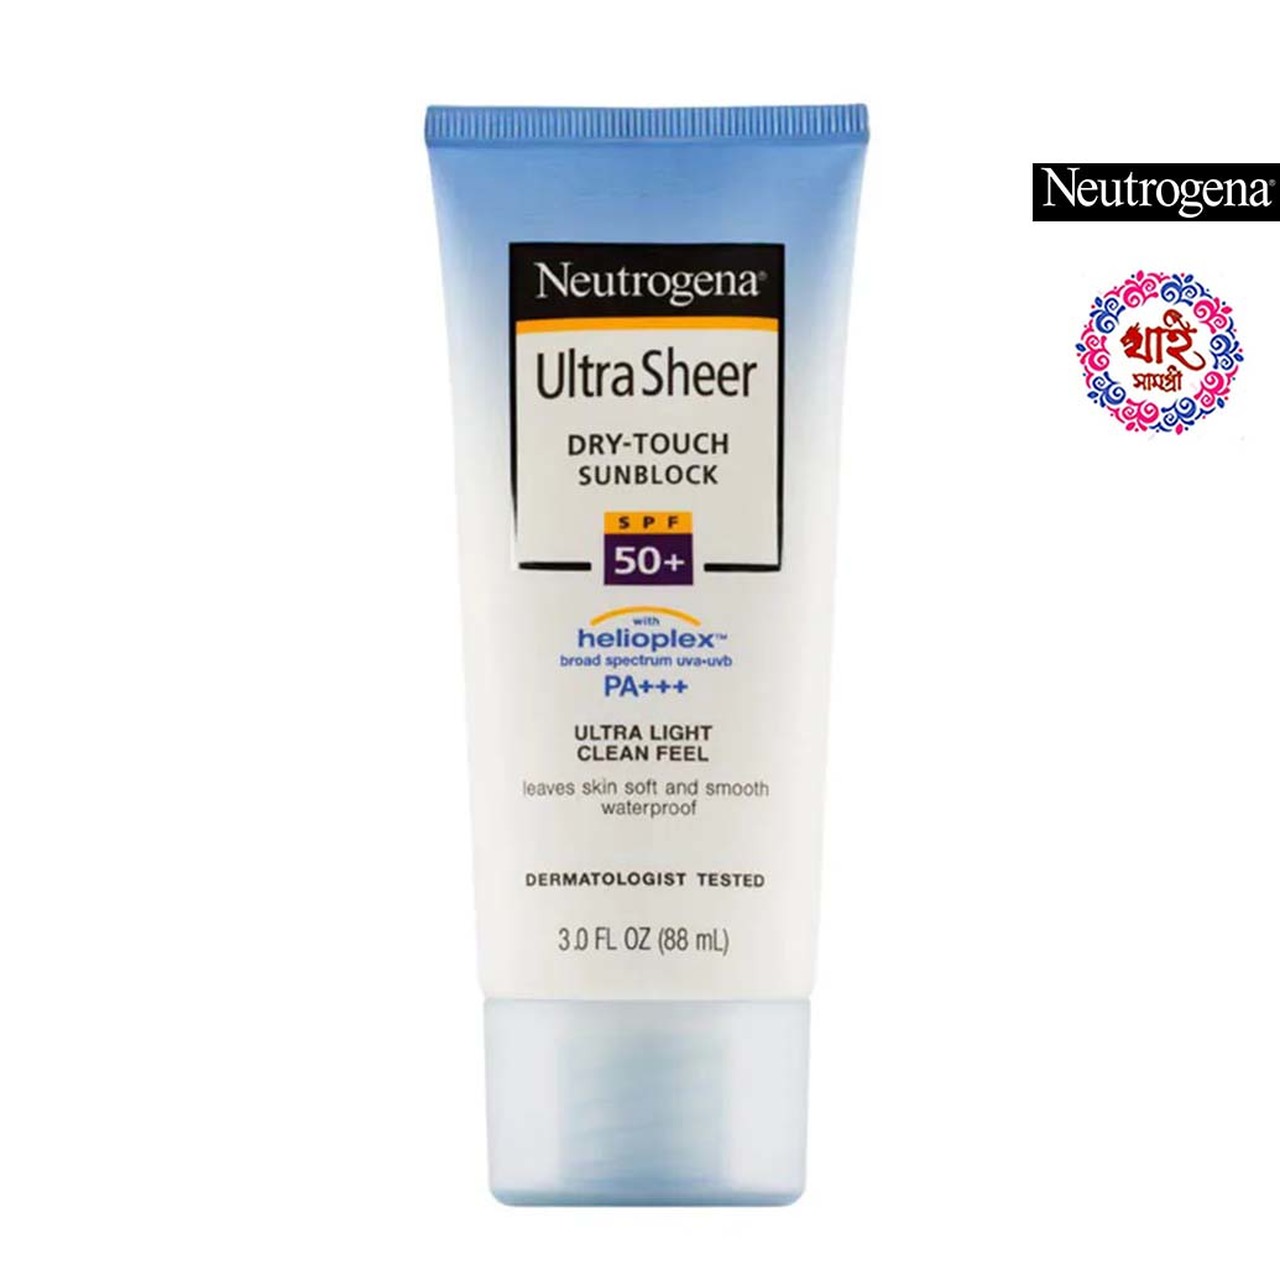 Neutrogena®
Ultra Sheer
DRY-TOUCH
SUNBLOCK
SPF
50+
with
helioplex™
broad spectrum uva•uvb
PA+++
ULTRA LIGHT
CLEAN FEEL
leaves skin soft and smooth
waterproof
DERMATOLOGIST TESTED
3.0 FL OZ (88 mL)
Neutrogena®
থাই
সামগ্রী